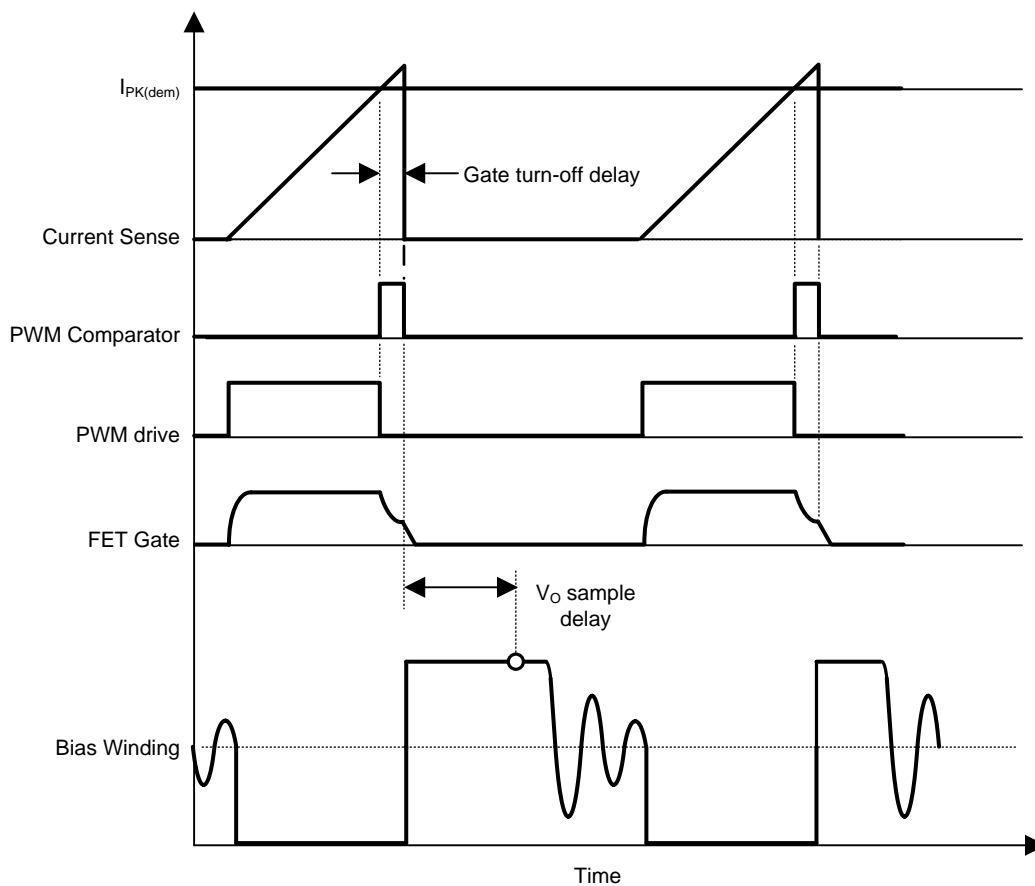 I_PK(dem)
Gate turn-off delay
Current Sense
PWM Comparator
PWM drive
FET Gate
V_O sample
delay
Bias Winding
Time